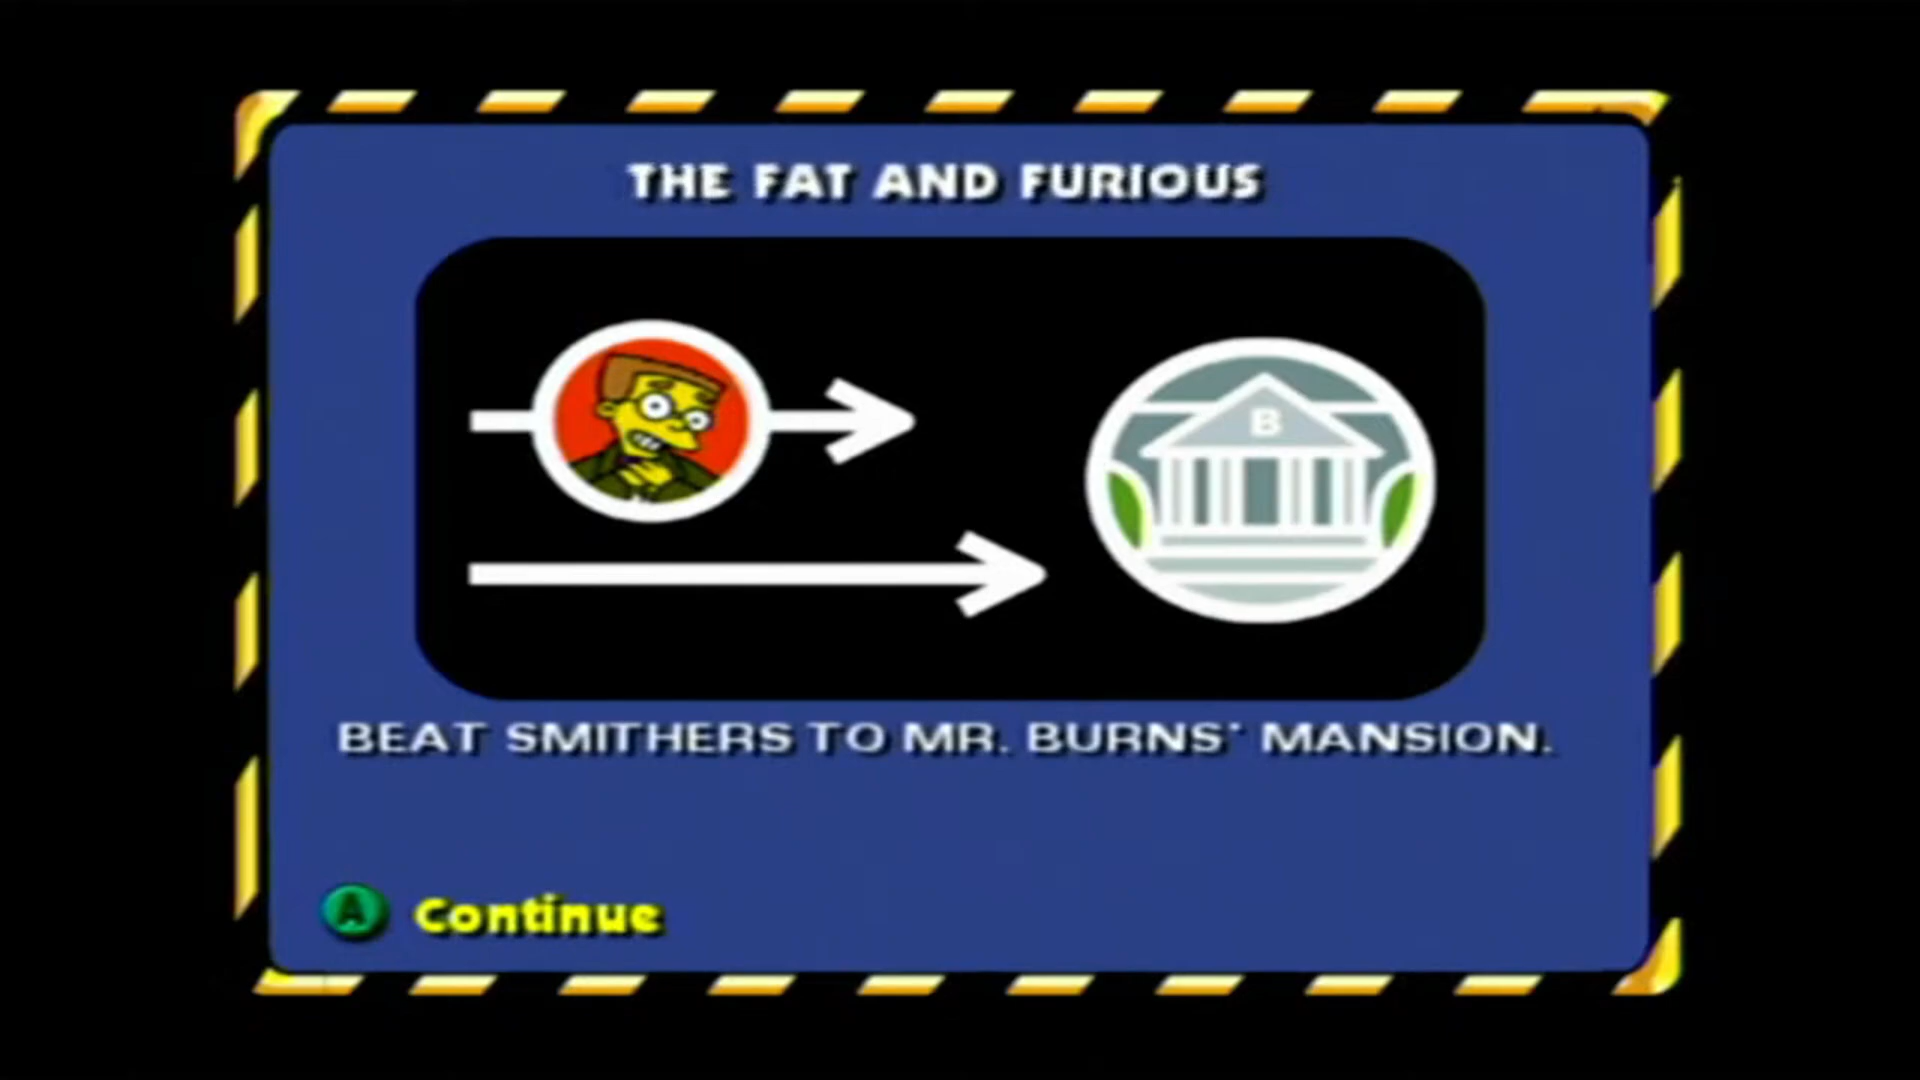 THE FAT AND FURIOUS
B
BEAT SMITHERS TO MR. BURNS' MANSION.
A Continue